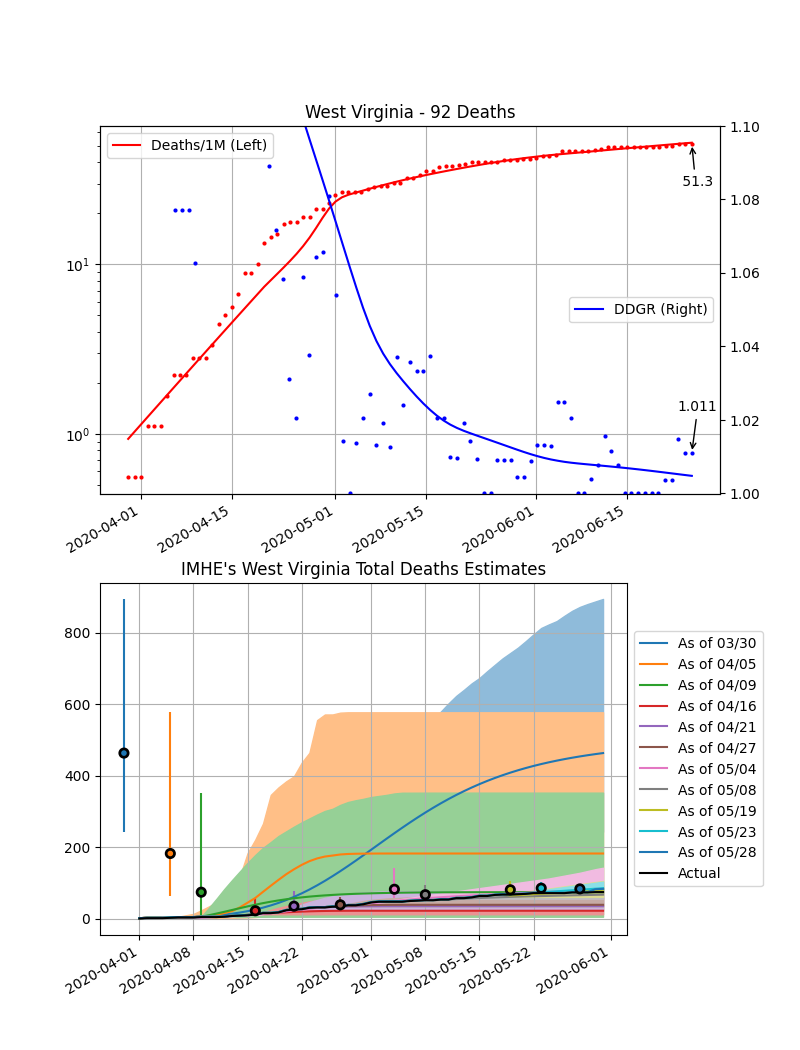 West Virginia - 92 Deaths
Deaths/1M (Left)
DDGR (Right)
51.3
1.011
10¹
10⁰
1.10
1.08
1.06
1.04
1.02
1.00
2020-04-01
2020-04-15
2020-05-01
2020-05-15
2020-06-01
2020-06-15
IMHE's West Virginia Total Deaths Estimates
800
600
400
200
0
2020-04-01
2020-04-08
2020-04-15
2020-04-22
2020-05-01
2020-05-08
2020-05-15
2020-05-22
2020-06-01
As of 03/30
As of 04/05
As of 04/09
As of 04/16
As of 04/21
As of 04/27
As of 05/04
As of 05/08
As of 05/19
As of 05/23
As of 05/28
Actual